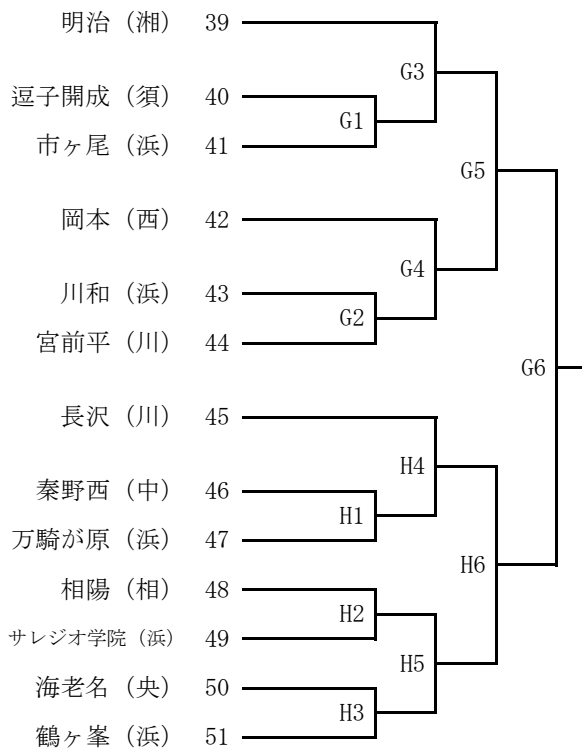 明治（湘） 39
G3
逗子開成（須） 40
G1
市ヶ尾（浜） 41
G5
岡本（西） 42
G4
川和（浜） 43
G2
宮前平（川） 44
G6
長沢（川） 45
H4
秦野西（中） 46
H1
万騎が原（浜） 47
H6
相陽（相） 48
H2
サレジオ学院（浜） 49
H5
海老名（央） 50
H3
鶴ヶ峯（浜） 51